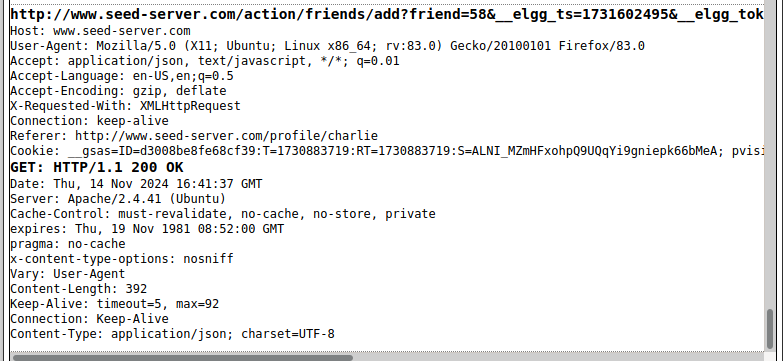 http://www.seed-server.com/action/friends/add?friend=58&__elgg_ts=1731602495&__elgg_tok
Host: www.seed-server.com
User-Agent: Mozilla/5.0 (X11; Ubuntu; Linux x86_64; rv:83.0) Gecko/20100101 Firefox/83.0
Accept: application/json, text/javascript, */*; q=0.01
Accept-Language: en-US,en;q=0.5
Accept-Encoding: gzip, deflate
X-Requested-With: XMLHttpRequest
Connection: keep-alive
Referer: http://www.seed-server.com/profile/charlie
Cookie: __gsas=ID=d3008be8fe68cf39:T=1730883719:RT=1730883719:S=ALNI_MZmHFxohpQ9UQqYi9gniepk66bMeA; pvisi
GET: HTTP/1.1 200 OK
Date: Thu, 14 Nov 2024 16:41:37 GMT
Server: Apache/2.4.41 (Ubuntu)
Cache-Control: must-revalidate, no-cache, no-store, private
expires: Thu, 19 Nov 1981 08:52:00 GMT
pragma: no-cache
x-content-type-options: nosniff
Vary: User-Agent
Content-Length: 392
Keep-Alive: timeout=5, max=92
Connection: Keep-Alive
Content-Type: application/json; charset=UTF-8